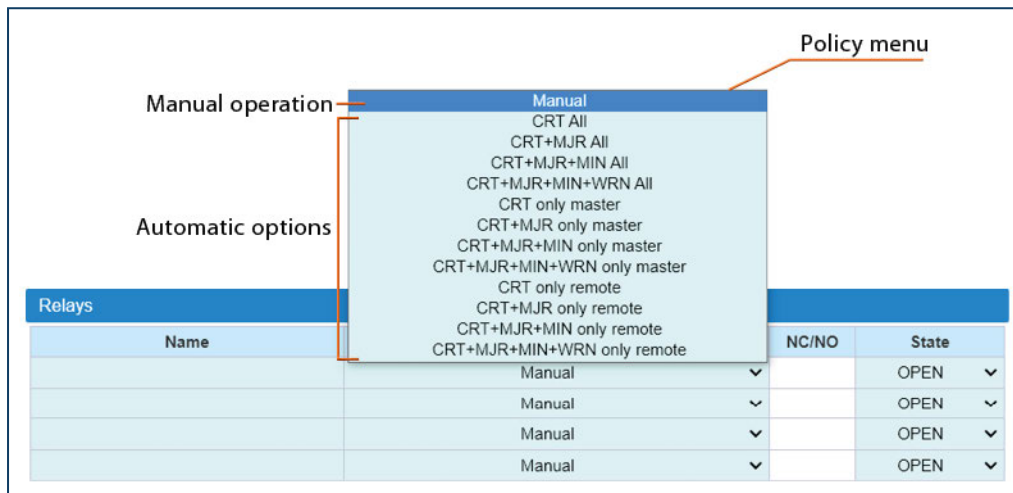 Policy menu
Manual operation
Manual
CRT All
CRT+MJR All
CRT+MJR+MIN All
CRT+MJR+MIN+WRN All
CRT only master
CRT+MJR only master
Automatic options
CRT+MJR+MIN only master
CRT+MJR+MIN+WRN only master
CRT only remote
CRT+MJR only remote
CRT+MJR+MIN only remote
CRT+MJR+MIN+WRN only remote
Relays
Name NC/NO State
Manual OPEN
Manual OPEN
Manual OPEN
Manual OPEN